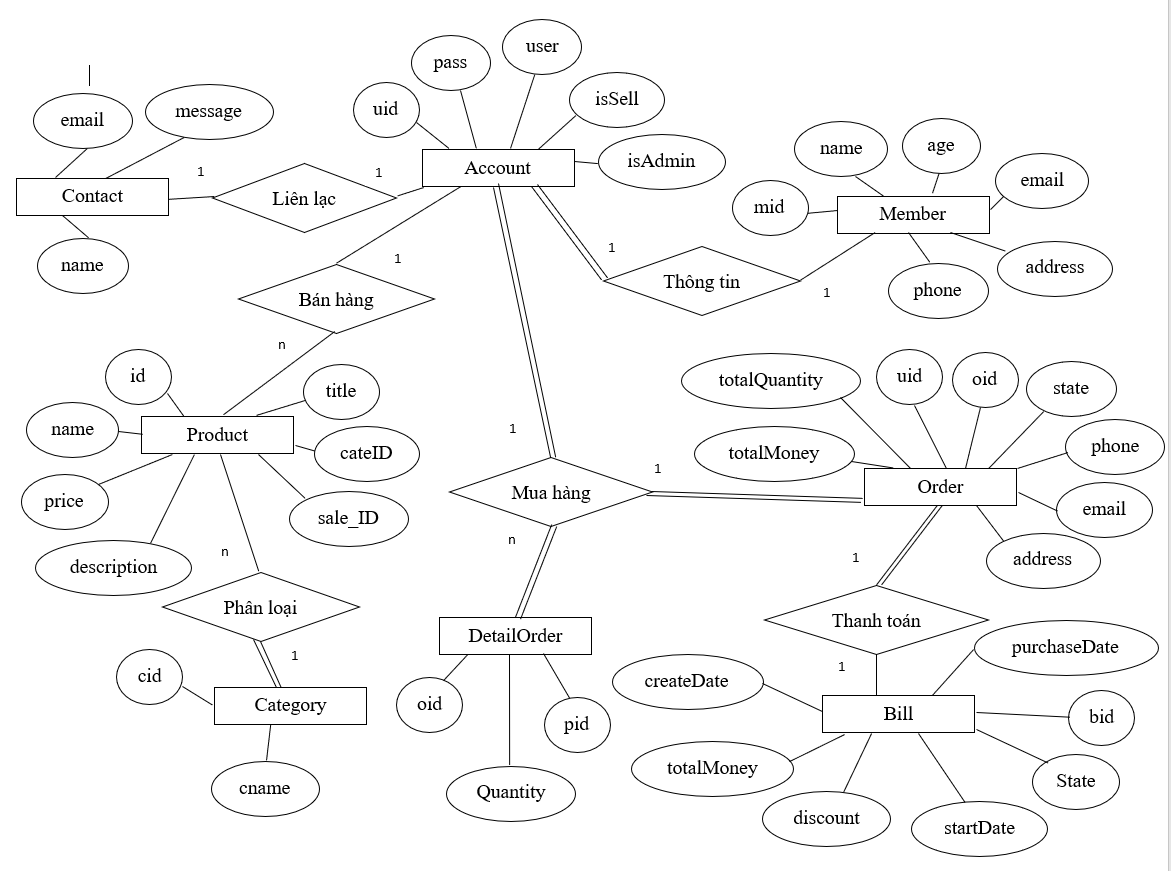 user
pass
isSell
uid
message
email
isAdmin
age
name
email
Account
1
1
Contact
Liên lạc
mid
Member
1
name
1
address
Thông tin
phone
1
Bán hàng
n
id
title
totalQuantity
uid
oid
state
name
Product
cateID
1
totalMoney
phone
1
price
sale_ID
Mua hàng
Order
email
n
n
description
1
address
Phân loại
Thanh toán
DetailOrder
1
purchaseDate
1
cid
createDate
Category
oid
pid
Bill
bid
totalMoney
State
cname
Quantity
discount
startDate